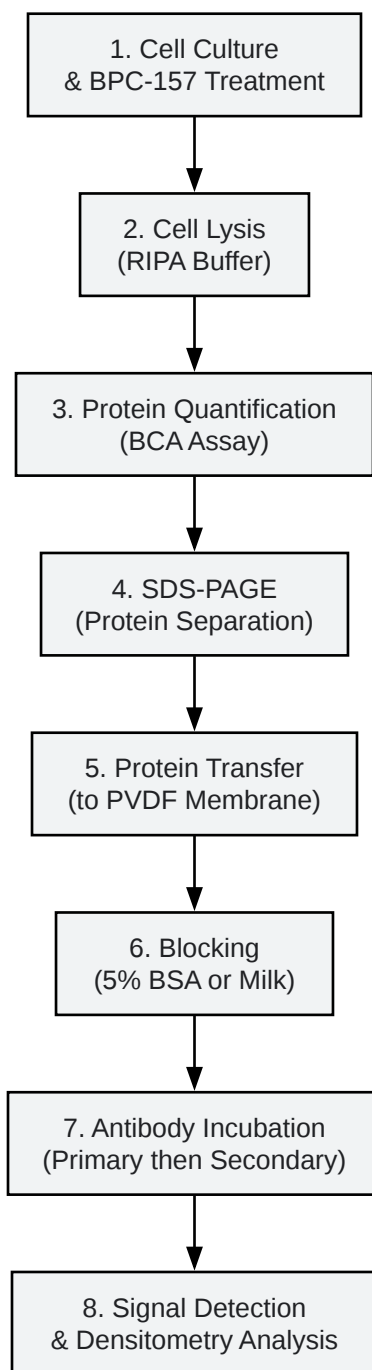 1. Cell Culture
& BPC-157 Treatment
2. Cell Lysis
(RIPA Buffer)
3. Protein Quantification
(BCA Assay)
4. SDS-PAGE
(Protein Separation)
5. Protein Transfer
(to PVDF Membrane)
6. Blocking
(5% BSA or Milk)
7. Antibody Incubation
(Primary then Secondary)
8. Signal Detection
& Densitometry Analysis